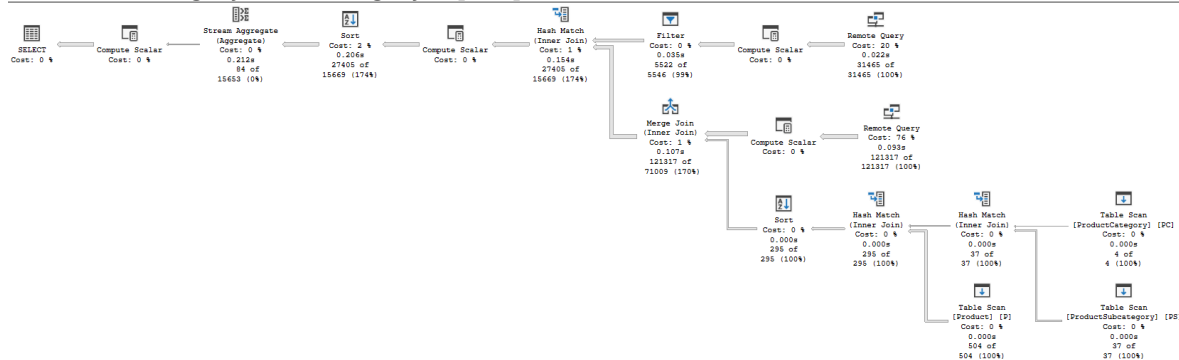 SELECT
Cost: 0 %
Compute Scalar
Cost: 0 %
Stream Aggregate
(Aggregate)
Cost: 0 %
0.212s
84 of
15653 (0%)
Sort
Cost: 2 %
0.206s
27405 of
15669 (174%)
Compute Scalar
Cost: 0 %
Hash Match
(Inner Join)
Cost: 1 %
0.154s
27405 of
15669 (174%)
Filter
Cost: 0 %
0.035s
5522 of
5546 (99%)
Compute Scalar
Cost: 0 %
Remote Query
Cost: 20 %
0.022s
31465 of
31465 (100%)
Merge Join
(Inner Join)
Cost: 1 %
0.107s
121317 of
71009 (170%)
Compute Scalar
Cost: 0 %
Remote Query
Cost: 76 %
0.093s
121317 of
121317 (100%)
Sort
Cost: 0 %
0.000s
295 of
295 (100%)
Hash Match
(Inner Join)
Cost: 0 %
0.000s
295 of
295 (100%)
Hash Match
(Inner Join)
Cost: 0 %
0.000s
37 of
37 (100%)
Table Scan
[ProductCategory] [PC]
Cost: 0 %
0.000s
4 of
4 (100%)
Table Scan
[Product] [P]
Cost: 0 %
0.000s
504 of
504 (100%)
Table Scan
[ProductSubcategory] [PS
Cost: 0 %
0.000s
37 of
37 (100%)